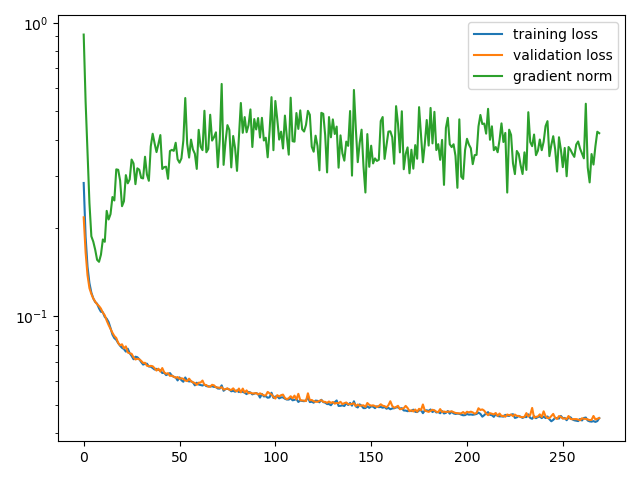 10⁰
training loss
validation loss
gradient norm
10⁻¹
0 50 100 150 200 250